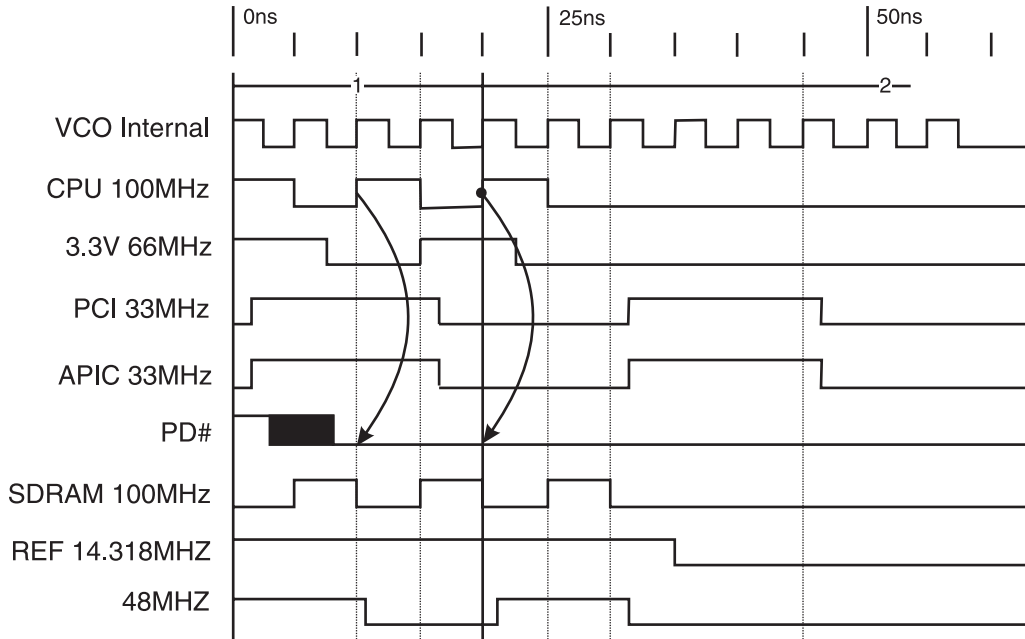 0ns 25ns 50ns
1 2
VCO Internal
CPU 100MHz
3.3V 66MHz
PCI 33MHz
APIC 33MHz
PD#
SDRAM 100MHz
REF 14.318MHZ
48MHZ